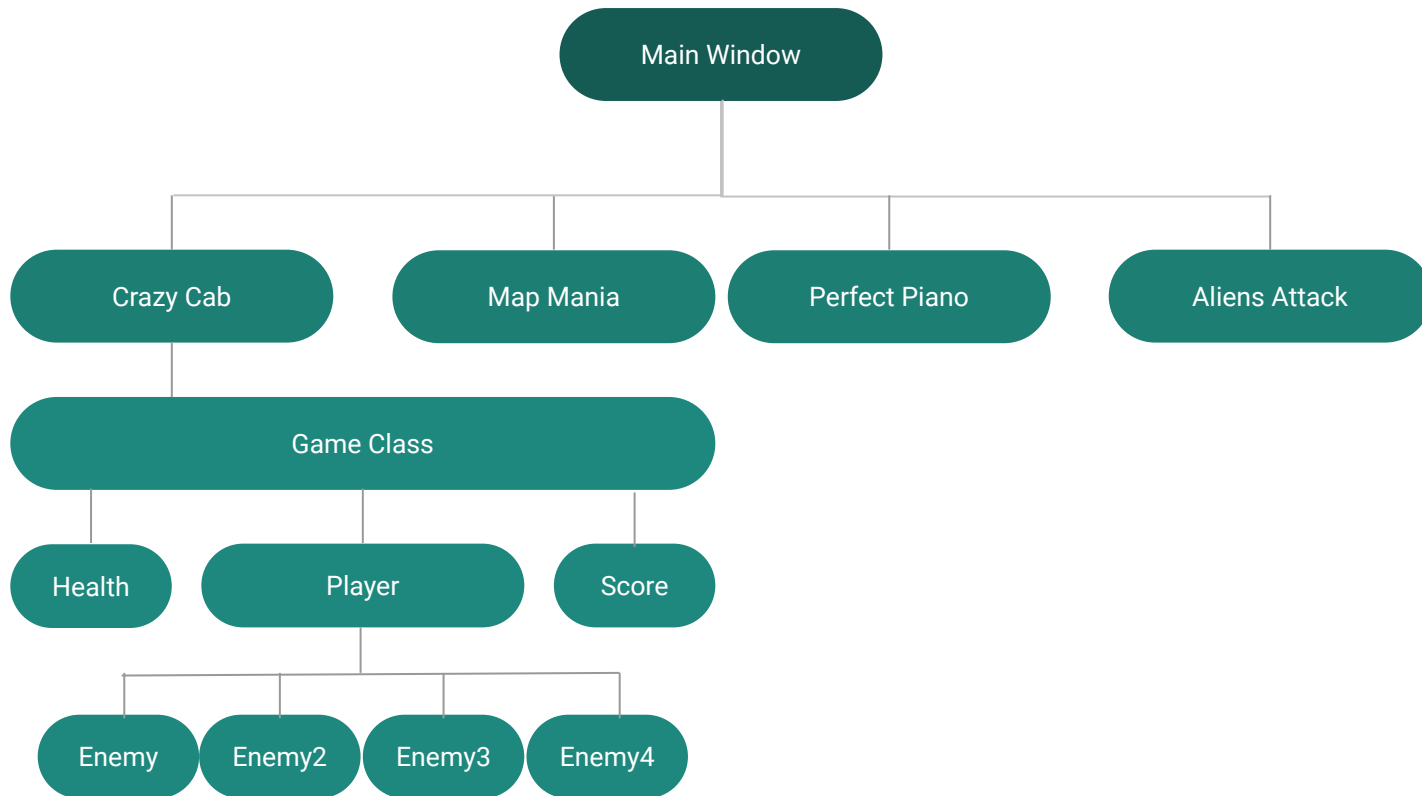 Main Window
Crazy Cab
Map Mania
Perfect Piano
Aliens Attack
Game Class
Health
Player
Score
Enemy
Enemy2
Enemy3
Enemy4